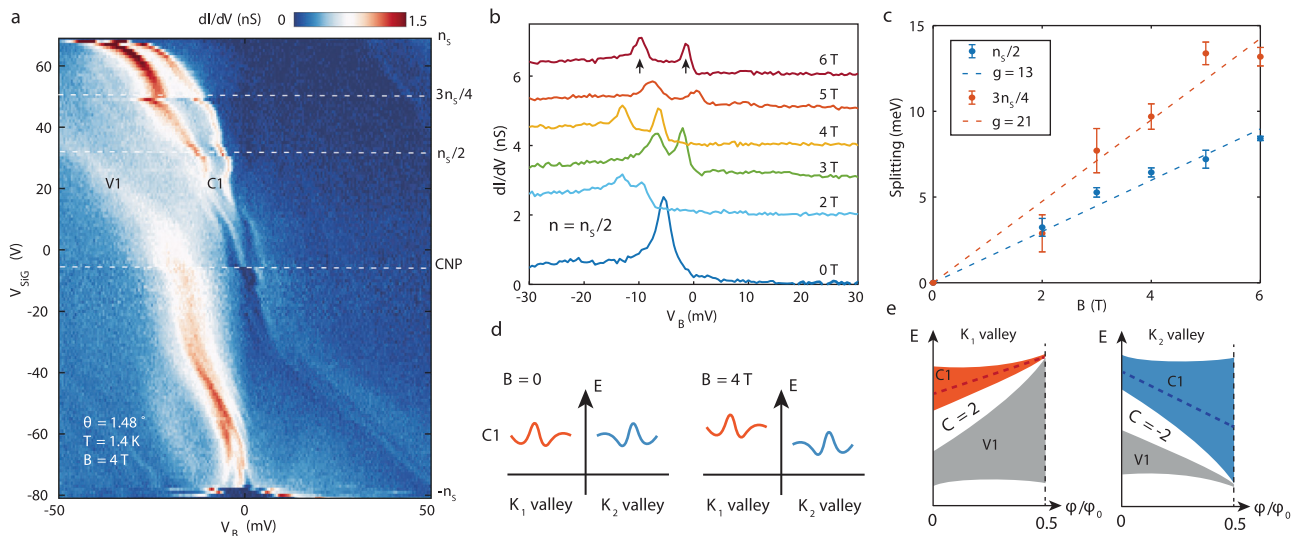 a
dI/dV (nS)
0
1.5
n_s
3n_s/4
n_s/2
CNP
-n_s
60
40
20
0
-20
-40
-60
-80
V_SiG (V)
V1
C1
θ = 1.48°
T = 1.4 K
B = 4 T
-50
0
50
V_B (mV)
b
6 T
5 T
4 T
3 T
2 T
0 T
n = n_s/2
dI/dV (nS)
6
4
2
0
-30
-20
-10
0
10
20
30
V_B (mV)
c
n_s/2
g = 13
3n_s/4
g = 21
Splitting (meV)
15
10
5
0
0
2
4
6
B (T)
d
B = 0
E
C1
K_1 valley
K_2 valley
B = 4 T
E
K_1 valley
K_2 valley
e
E
K_1 valley
C1
C = 2
V1
0
0.5
φ/φ_0
E
K_2 valley
C1
C = -2
V1
0
0.5
φ/φ_0